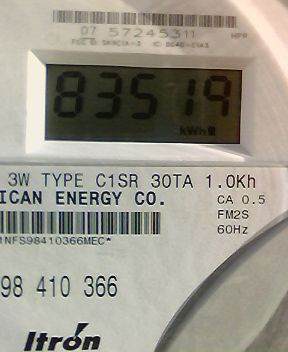 07 57245311
83519
kWh
3W TYPE C1SR 30TA 1.0Kh
ICAN ENERGY CO.
CA 0.5
FM2S
60Hz
1NFS98410366MEC*
98 410 366
Itrón